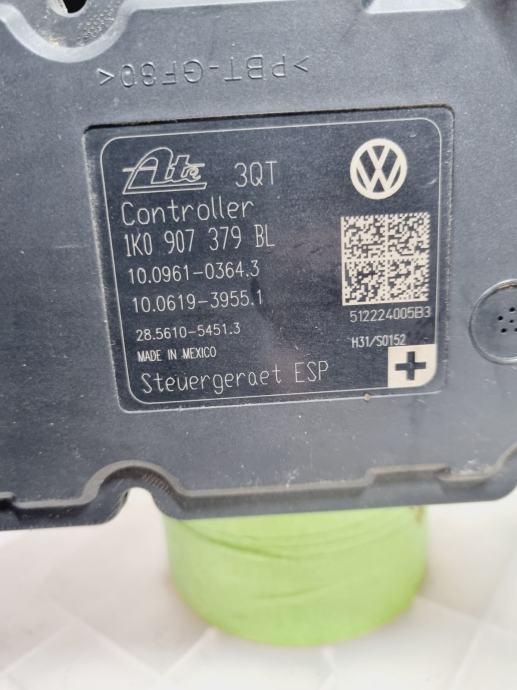 >PBT-GF30<
Ate 3QT
Controller
1K0 907 379 BL
10.0961-0364.3
10.0619-3955.1
28.5610-5451.3
MADE IN MEXICO
Steuergeraet ESP
VW
512224005B3
H31/S0152